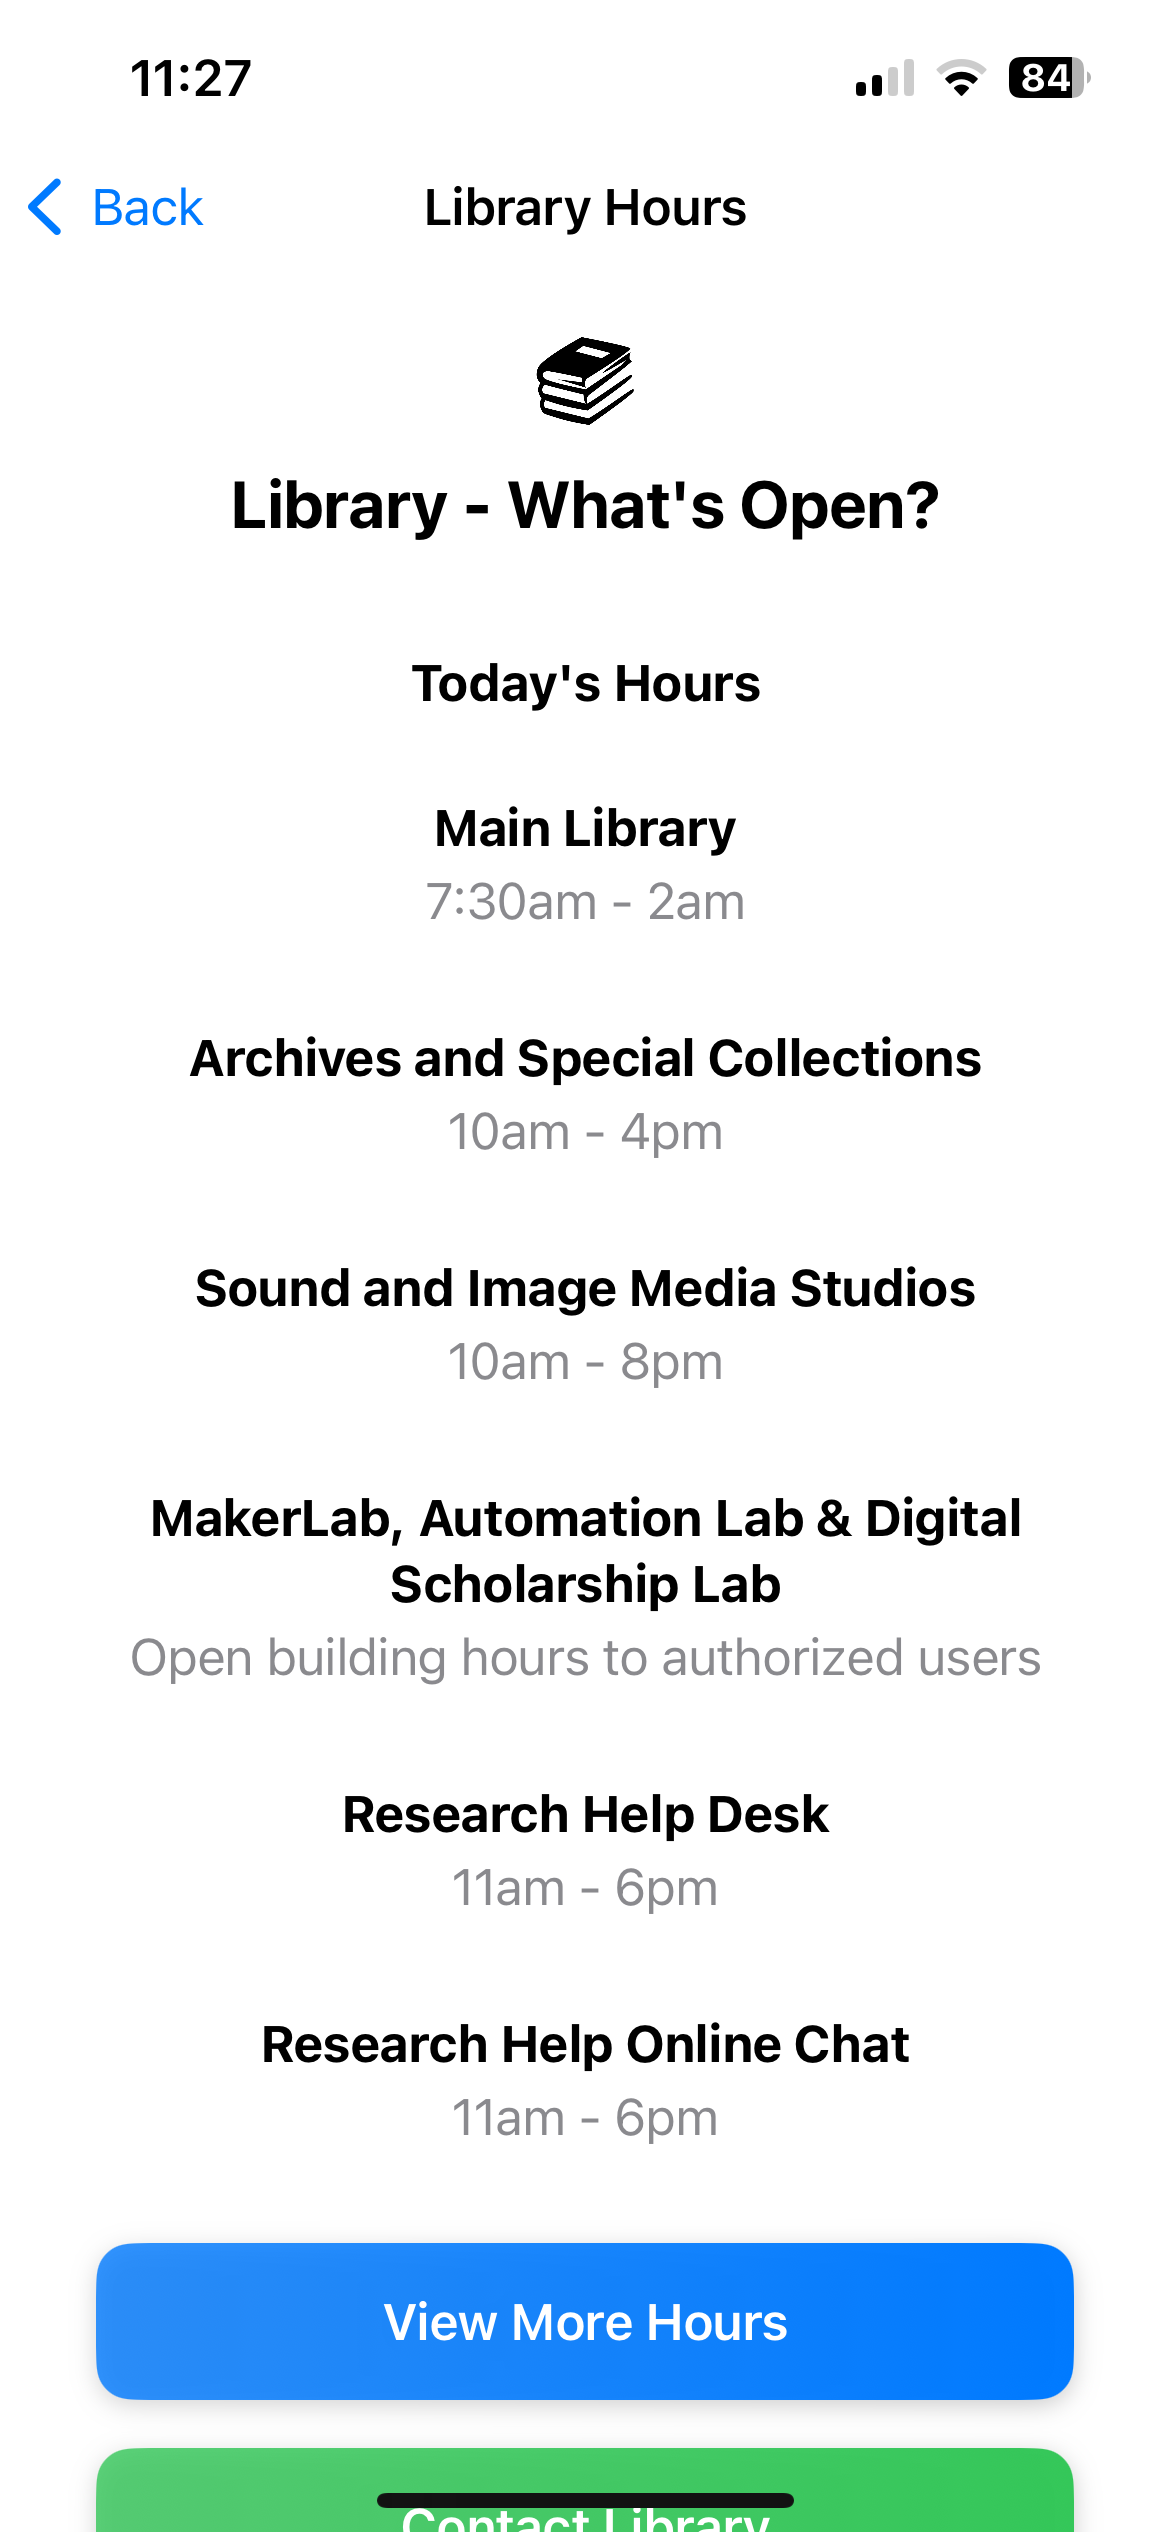 11:27
84
Back
Library Hours
Library - What's Open?
Today's Hours
Main Library
7:30am - 2am
Archives and Special Collections
10am - 4pm
Sound and Image Media Studios
10am - 8pm
MakerLab, Automation Lab & Digital
Scholarship Lab
Open building hours to authorized users
Research Help Desk
11am - 6pm
Research Help Online Chat
11am - 6pm
View More Hours
Contact Library